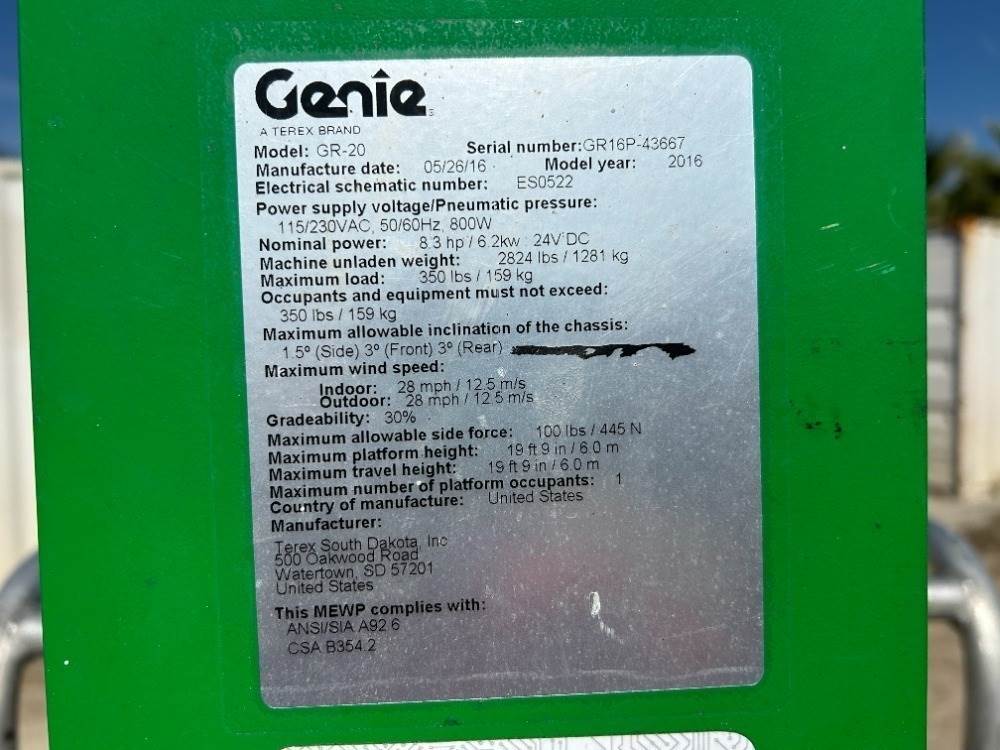 Genie
A TEREX BRAND
Model: GR-20 Serial number:GR16P-43667
Manufacture date: 05/26/16 Model year: 2016
Electrical schematic number: ES0522
Power supply voltage/Pneumatic pressure:
115/230VAC, 50/60Hz, 800W
Nominal power: 8.3 hp / 6.2kw 24V DC
Machine unladen weight: 2824 lbs / 1281 kg
Maximum load: 350 lbs / 159 kg
Occupants and equipment must not exceed:
350 lbs / 159 kg
Maximum allowable inclination of the chassis:
1.5º (Side) 3º (Front) 3º (Rear)
Maximum wind speed:
Indoor: 28 mph / 12.5 m/s
Outdoor: 28 mph / 12.5 m/s
Gradeability: 30%
Maximum allowable side force: 100 lbs / 445 N
Maximum platform height: 19 ft 9 in / 6.0 m
Maximum travel height: 19 ft 9 in / 6.0 m
Maximum number of platform occupants: 1
Country of manufacture: United States
Manufacturer:
Terex South Dakota, Inc
500 Oakwood Road
Watertown, SD 57201
United States
This MEWP complies with:
ANSI/SIA A92.6
CSA B354.2